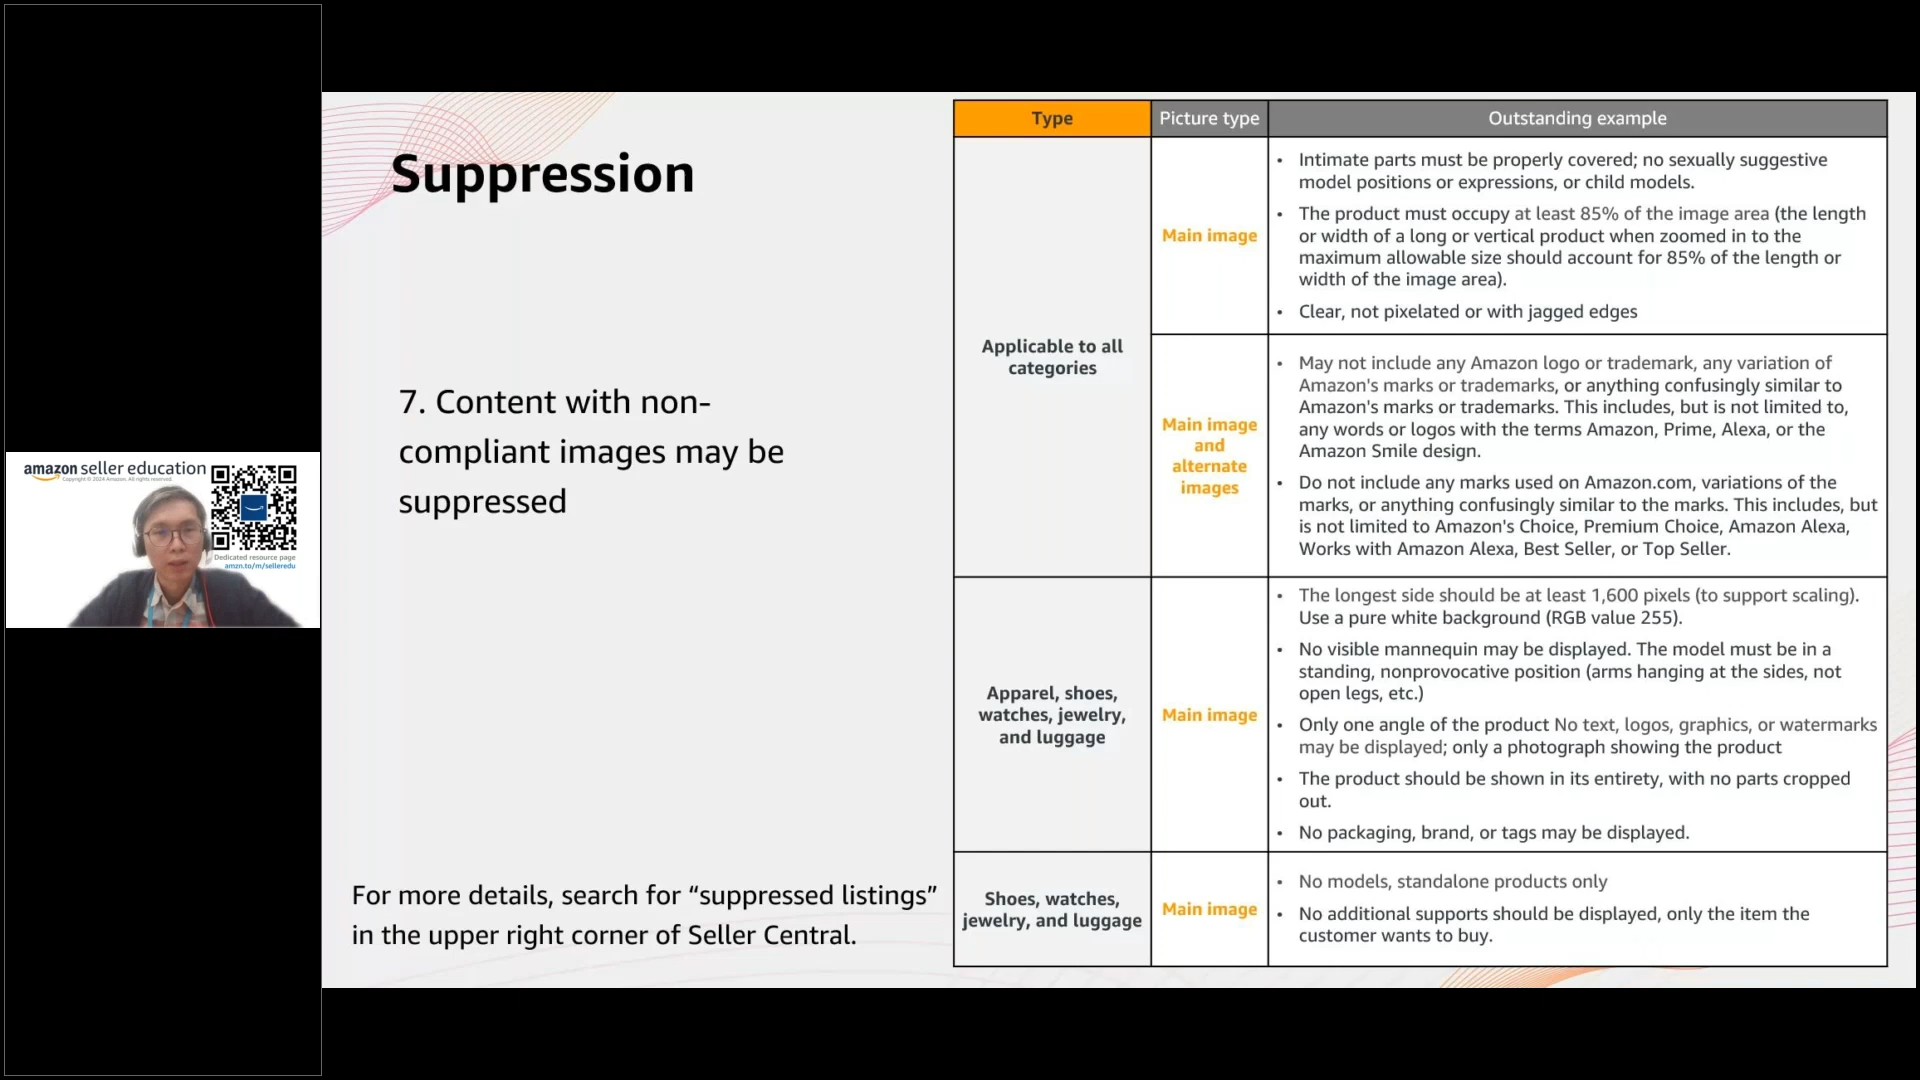 amazon seller education
Copyright © 2024 Amazon. All rights reserved.
Dedicated resource page
amzn.to/m/selleredu
Suppression
7. Content with non-
compliant images may be
suppressed
For more details, search for “suppressed listings”
in the upper right corner of Seller Central.
Type
Picture type
Outstanding example
Applicable to all
categories
Main image
• Intimate parts must be properly covered; no sexually suggestive
model positions or expressions, or child models.
• The product must occupy at least 85% of the image area (the length
or width of a long or vertical product when zoomed in to the
maximum allowable size should account for 85% of the length or
width of the image area).
• Clear, not pixelated or with jagged edges
Main image
and
alternate
images
• May not include any Amazon logo or trademark, any variation of
Amazon's marks or trademarks, or anything confusingly similar to
Amazon's marks or trademarks. This includes, but is not limited to,
any words or logos with the terms Amazon, Prime, Alexa, or the
Amazon Smile design.
• Do not include any marks used on Amazon.com, variations of the
marks, or anything confusingly similar to the marks. This includes, but
is not limited to Amazon's Choice, Premium Choice, Amazon Alexa,
Works with Amazon Alexa, Best Seller, or Top Seller.
Apparel, shoes,
watches, jewelry,
and luggage
Main image
• The longest side should be at least 1,600 pixels (to support scaling).
Use a pure white background (RGB value 255).
• No visible mannequin may be displayed. The model must be in a
standing, nonprovocative position (arms hanging at the sides, not
open legs, etc.)
• Only one angle of the product No text, logos, graphics, or watermarks
may be displayed; only a photograph showing the product
• The product should be shown in its entirety, with no parts cropped
out.
• No packaging, brand, or tags may be displayed.
Shoes, watches,
jewelry, and luggage
Main image
• No models, standalone products only
• No additional supports should be displayed, only the item the
customer wants to buy.